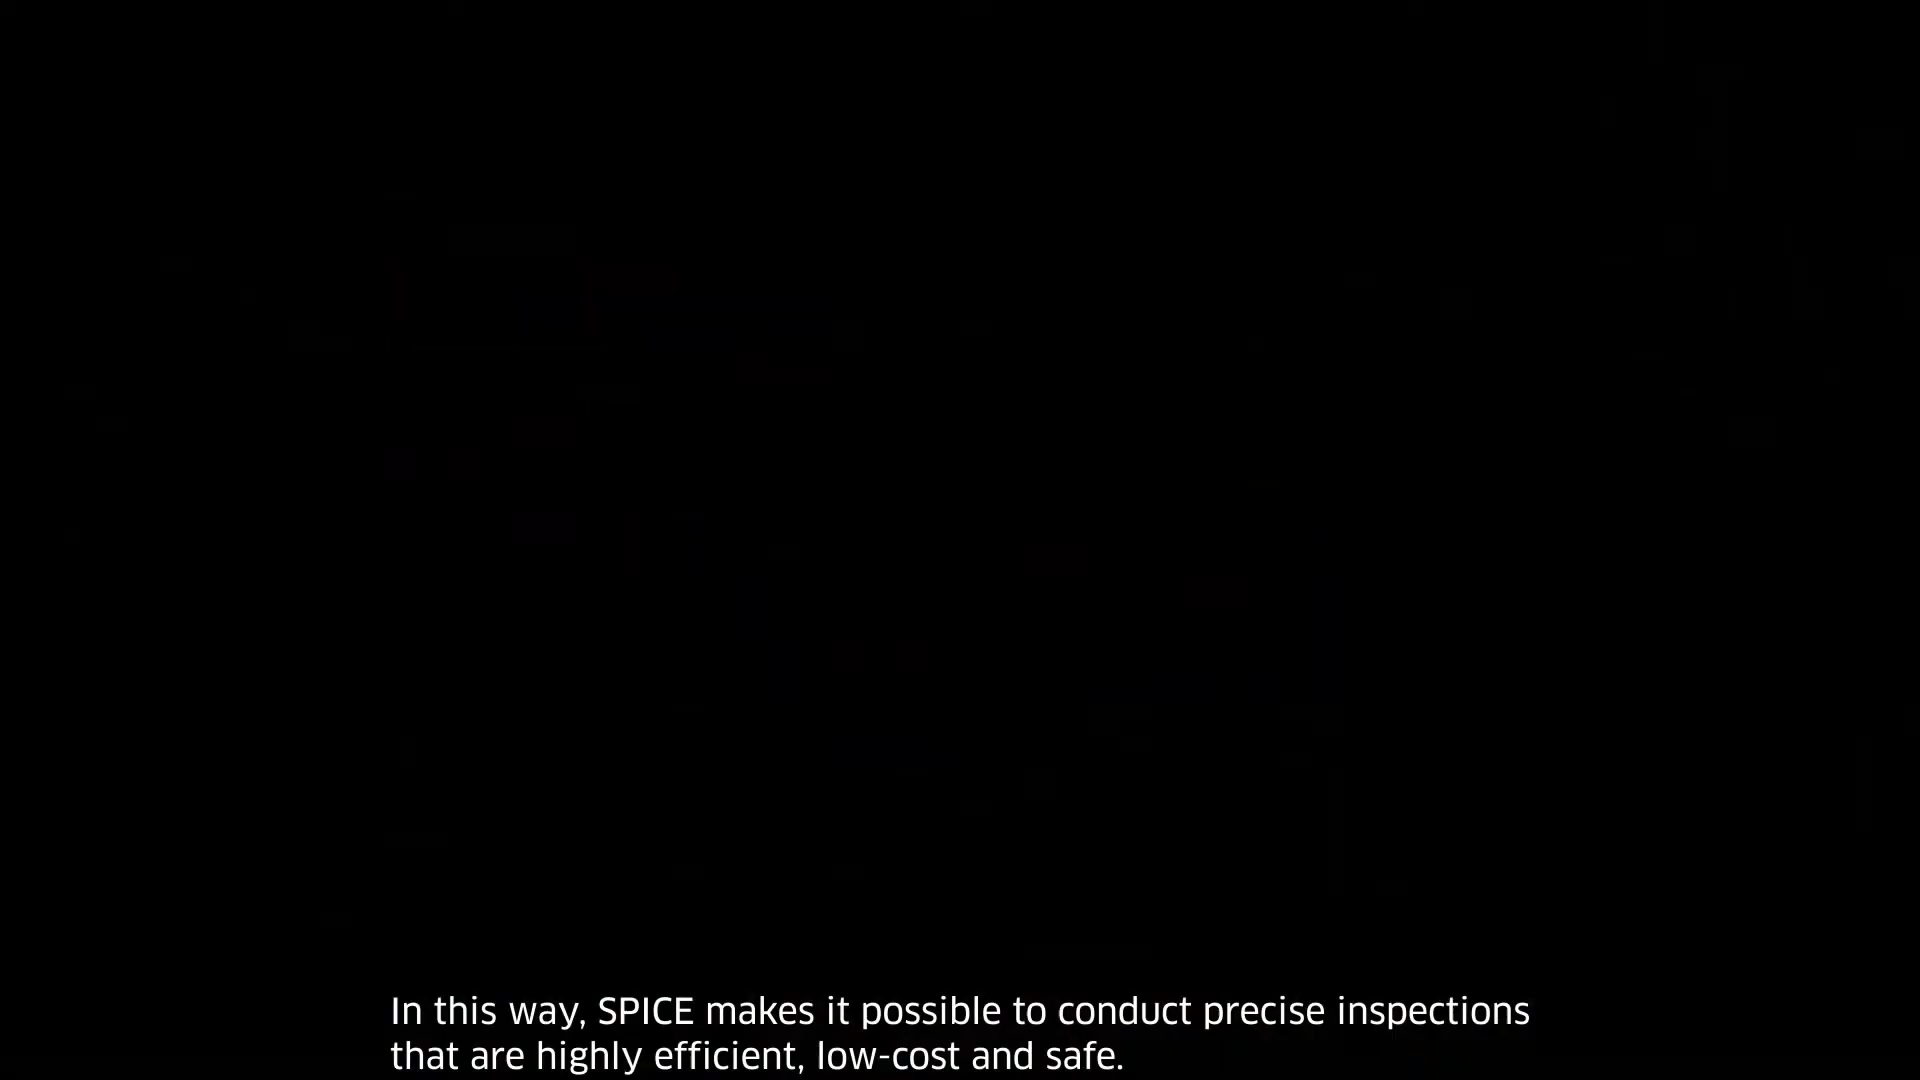 In this way, SPICE makes it possible to conduct precise inspections
that are highly efficient, low-cost and safe.